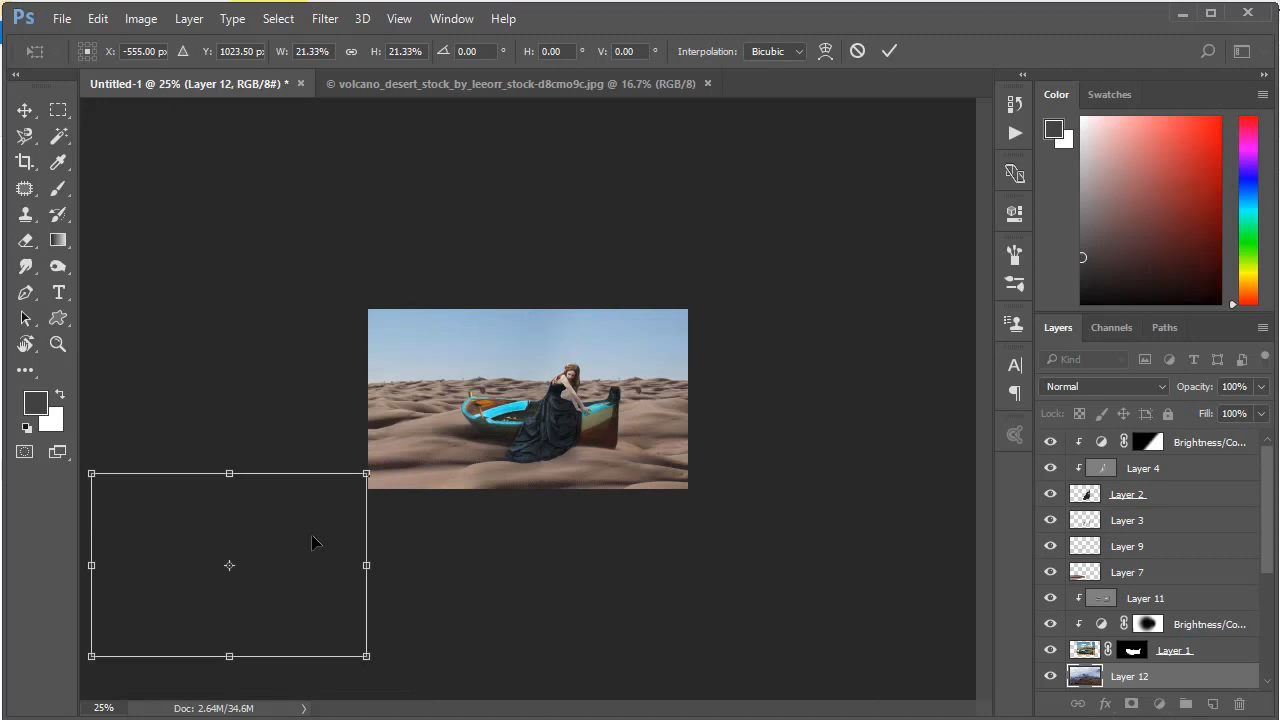 Ps File Edit Image Layer Type Select Filter 3D View Window Help
X: -555.00 px Y: 1023.50 px W: 21.33% H: 21.33% 0.00 ° H: 0.00 ° V: 0.00 ° Interpolation: Bicubic
Untitled-1 @ 25% (Layer 12, RGB/8#) * × © volcano_desert_stock_by_leeorr_stock-d8cmo9c.jpg @ 16.7% (RGB/8) ×
Color Swatches
Layers Channels Paths
Kind
Normal Opacity: 100%
Lock: Fill: 100%
Brightness/Co...
Layer 4
Layer 2
Layer 3
Layer 9
Layer 7
Layer 11
Brightness/Co...
Layer 1
Layer 12
25% Doc: 2.64M/34.6M